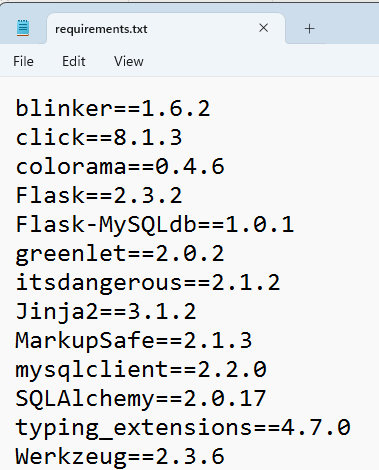 requirements.txt
File Edit View
blinker==1.6.2
click==8.1.3
colorama==0.4.6
Flask==2.3.2
Flask-MySQLdb==1.0.1
greenlet==2.0.2
itsdangerous==2.1.2
Jinja2==3.1.2
MarkupSafe==2.1.3
mysqlclient==2.2.0
SQLAlchemy==2.0.17
typing_extensions==4.7.0
Werkzeug==2.3.6